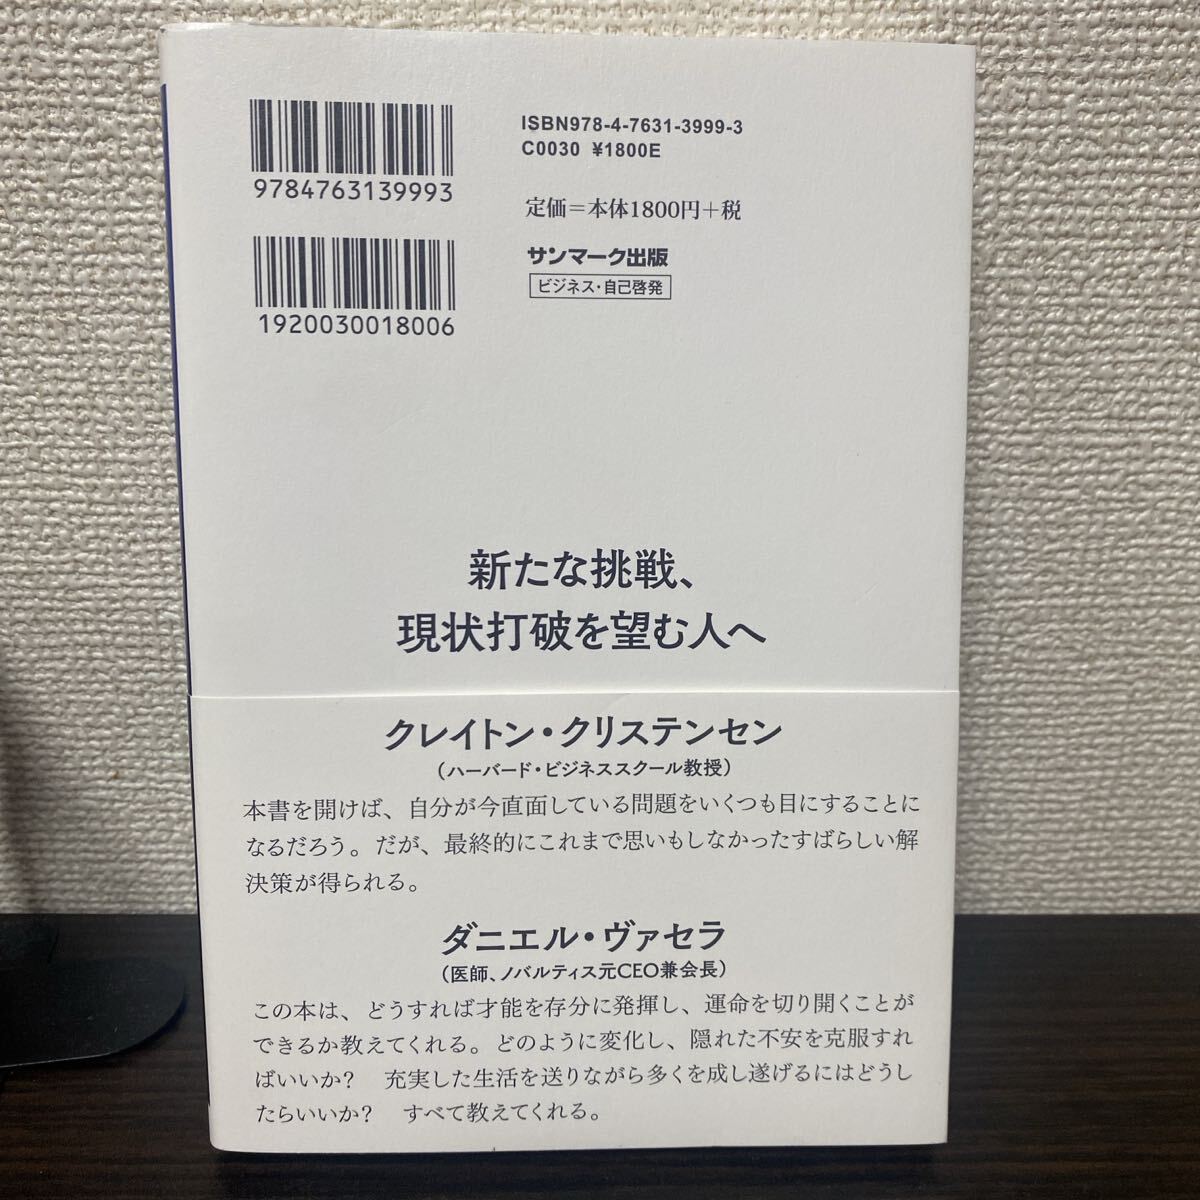 ISBN978-4-7631-3999-3
C0030 ¥1800E
9784763139993
定価＝本体1800円＋税
サンマーク出版
ビジネス・自己啓発
1920030018006
新たな挑戦、
現状打破を望む人へ
クレイトン・クリステンセン
（ハーバード・ビジネススクール教授）
本書を開けば、自分が今直面している問題をいくつも目にすることに
なるだろう。だが、最終的にこれまで思いもしなかったすばらしい解
決策が得られる。
ダニエル・ヴァセラ
（医師、ノバルティス元CEO兼会長）
この本は、どうすれば才能を存分に発揮し、運命を切り開くことが
できるか教えてくれる。どのように変化し、隠れた不安を克服すれ
ばいいか？　充実した生活を送りながら多くを成し遂げるにはどうし
たらいいか？　すべて教えてくれる。